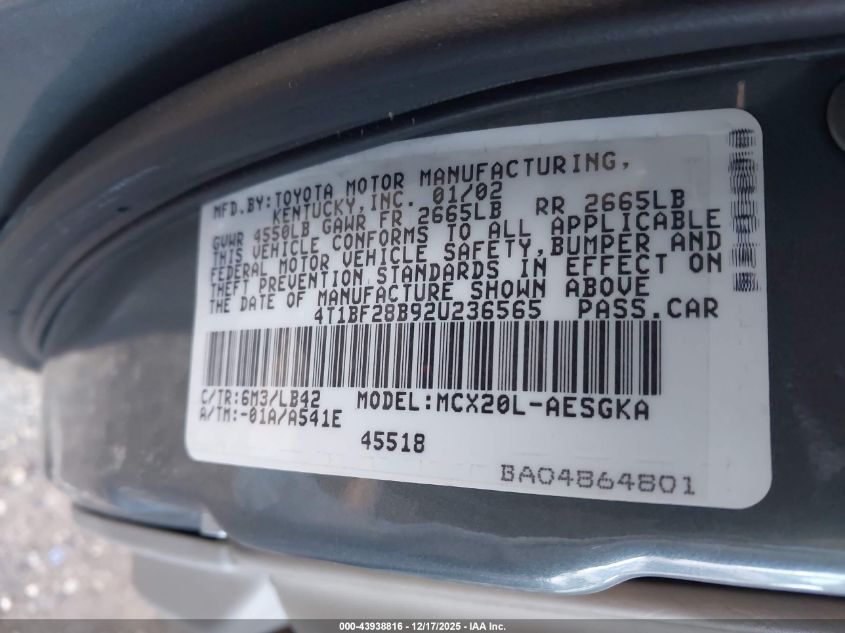 MFD.BY:TOYOTA MOTOR MANUFACTURING,
KENTUCKY,INC. 01/02
GVWR 4550LB GAWR FR 2665LB RR 2665LB
THIS VEHICLE CONFORMS TO ALL APPLICABLE
FEDERAL MOTOR VEHICLE SAFETY,BUMPER AND
THEFT PREVENTION STANDARDS IN EFFECT ON
THE DATE OF MANUFACTURE SHOWN ABOVE
4T1BF28B92U236565 PASS.CAR
C/TR:6M3/LB42 MODEL:MCX20L-AESGKA
A/TM:-01A/A541E
45518
BA04864801
000-43938816 - 12/17/2025 - IAA Inc.